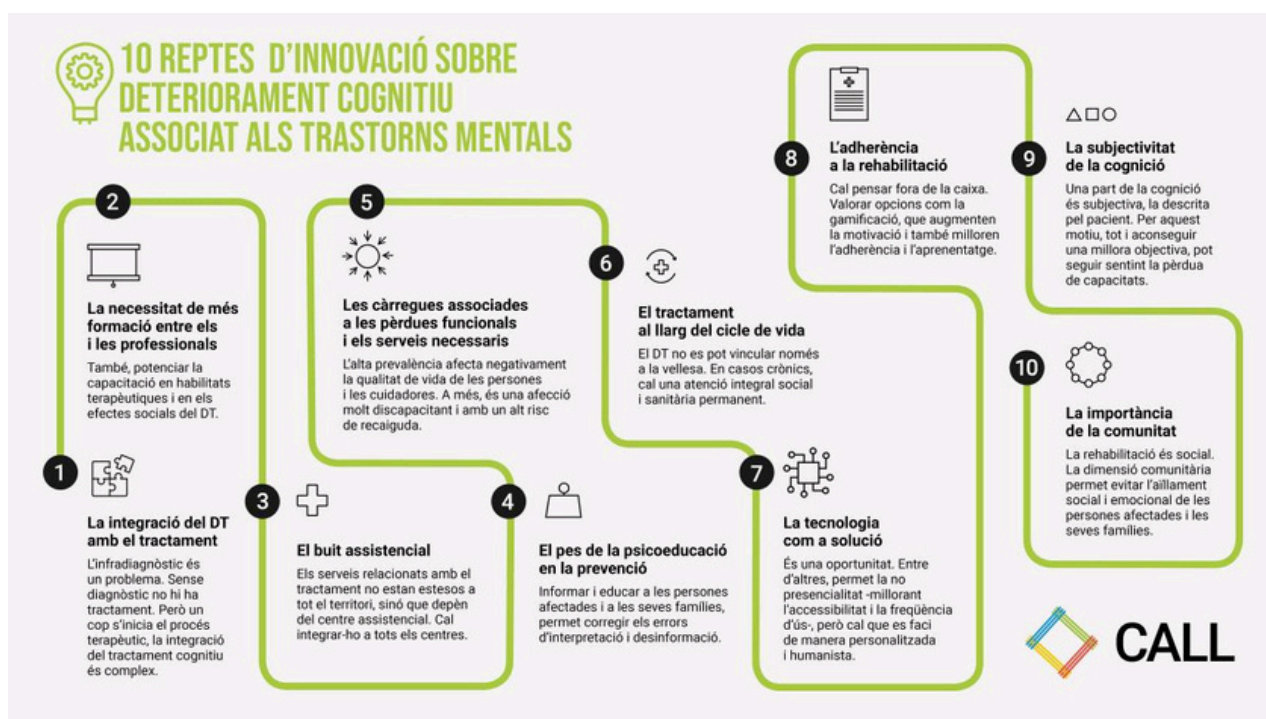 10 REPTES D'INNOVACIÓ SOBRE
DETERIORAMENT COGNITIU
ASSOCIAT ALS TRASTORNS MENTALS
1
La integració del DT
amb el tractament
L'infradiagnòstic és
un problema. Sense
diagnòstic no hi ha
tractament. Però un
cop s'inicia el procés
terapèutic, la integració
del tractament cognitiu
és complex.
2
La necessitat de més
formació entre els
i les professionals
També, potenciar la
capacitació en habilitats
terapèutiques i en els
efectes socials del DT.
3
El buit assistencial
Els serveis relacionats amb el
tractament no estan estesos a
tot el territori, sinó que depèn
del centre assistencial. Cal
integrar-ho a tots els centres.
4
El pes de la psicoeducació
en la prevenció
Informar i educar a les persones
afectades i a les seves famílies,
permet corregir els errors
d'interpretació i desinformació.
5
Les càrregues associades
a les pèrdues funcionals
i els serveis necessaris
L'alta prevalència afecta negativament
la qualitat de vida de les persones
i les cuidadores. A més, és una afecció
molt discapacitant i amb un alt risc
de recaiguda.
6
El tractament
al llarg del cicle de vida
El DT no es pot vincular només
a la vellesa. En casos crònics,
cal una atenció integral social
i sanitària permanent.
7
La tecnologia
com a solució
És una oportunitat. Entre
d'altres, permet la no
presencialitat -millorant
l'accessibilitat i la freqüència
d'ús-, però cal que es faci
de manera personalitzada
i humanista.
8
L'adherència
a la rehabilitació
Cal pensar fora de la caixa.
Valorar opcions com la
gamificació, que augmenten
la motivació i també milloren
l'adherència i l'aprenentatge.
9
La subjectivitat
de la cognició
Una part de la cognició
és subjectiva, la descrita
pel pacient. Per aquest
motiu, tot i aconseguir
una millora objectiva, pot
seguir sentint la pèrdua
de capacitats.
10
La importància
de la comunitat
La rehabilitació és social.
La dimensió comunitària
permet evitar l'aïllament
social i emocional de les
persones afectades i les
seves famílies.
CALL